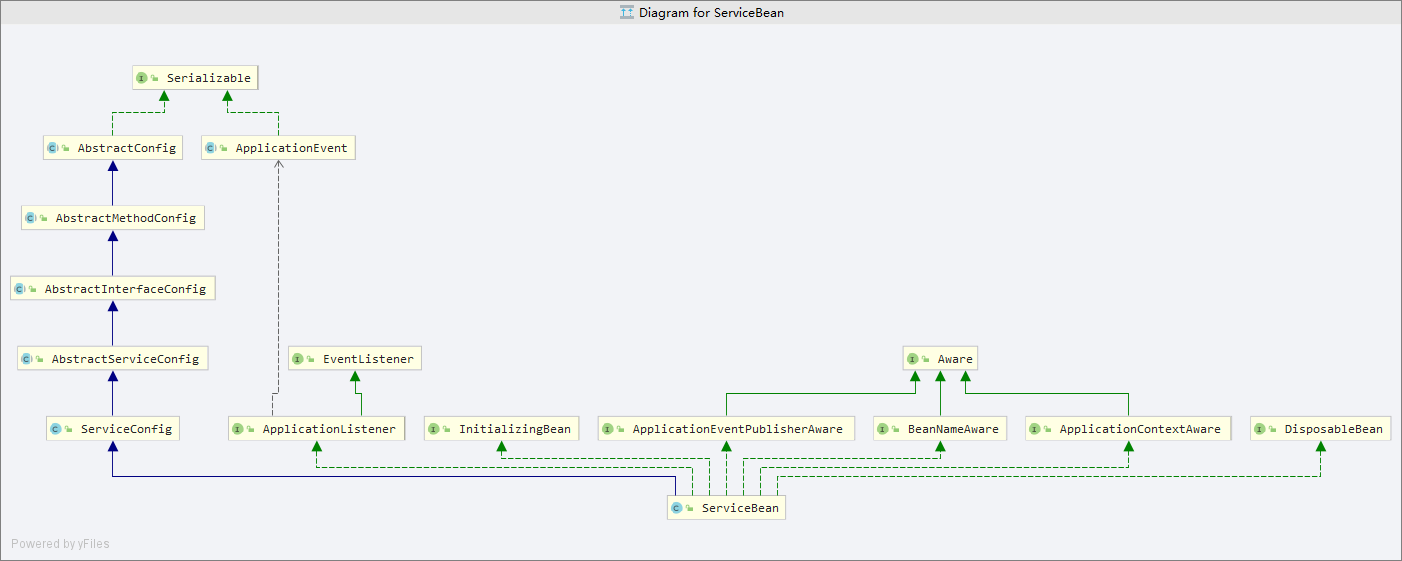 Diagram for ServiceBean
I Serializable
C AbstractConfig
C ApplicationEvent
C AbstractMethodConfig
C AbstractInterfaceConfig
C AbstractServiceConfig
I EventListener
I Aware
C ServiceConfig
I ApplicationListener
I InitializingBean
I ApplicationEventPublisherAware
I BeanNameAware
I ApplicationContextAware
I DisposableBean
C ServiceBean
Powered by yFiles